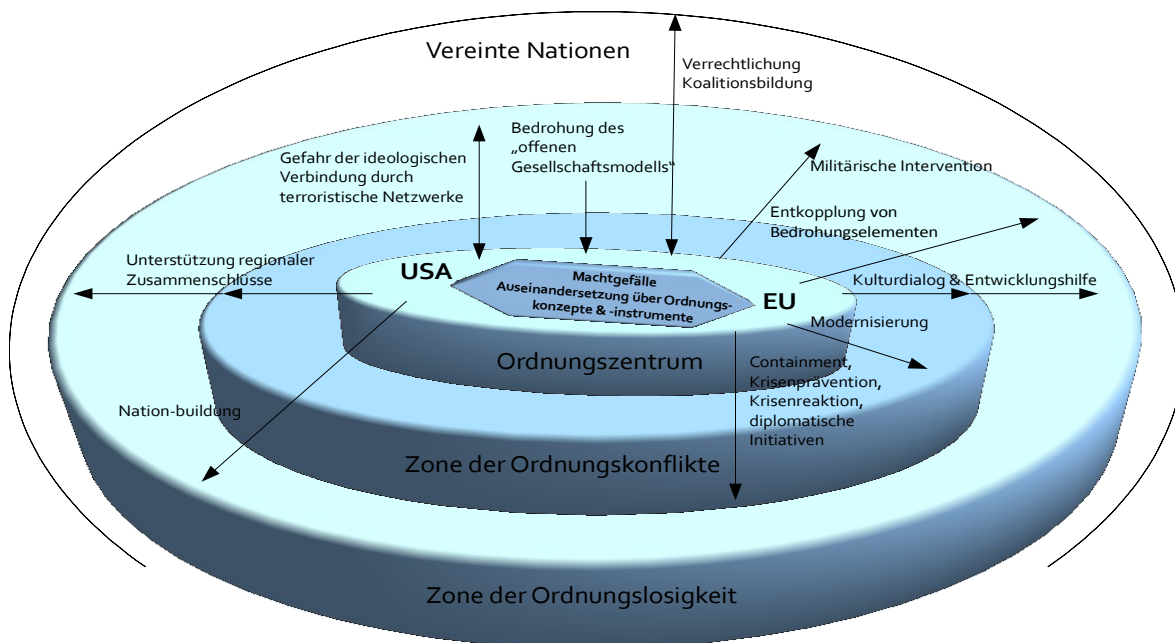 Vereinte Nationen
Verrechtlichung
Koalitionsbildung
Bedrohung des
„offenen
Gesellschaftsmodells“
Gefahr der ideologischen
Verbindung durch
terroristische Netzwerke
Militärische Intervention
Entkopplung von
Bedrohungselementen
Unterstützung regionaler
Zusammenschlüsse
USA
Machtgefälle
Auseinandersetzung über Ordnungs-
konzepte & -instrumente
EU
Kulturdialog & Entwicklungshilfe
Modernisierung
Ordnungszentrum
Containment,
Krisenprävention,
Krisenreaktion,
diplomatische
Initiativen
Nation-buildung
Zone der Ordnungskonflikte
Zone der Ordnungslosigkeit